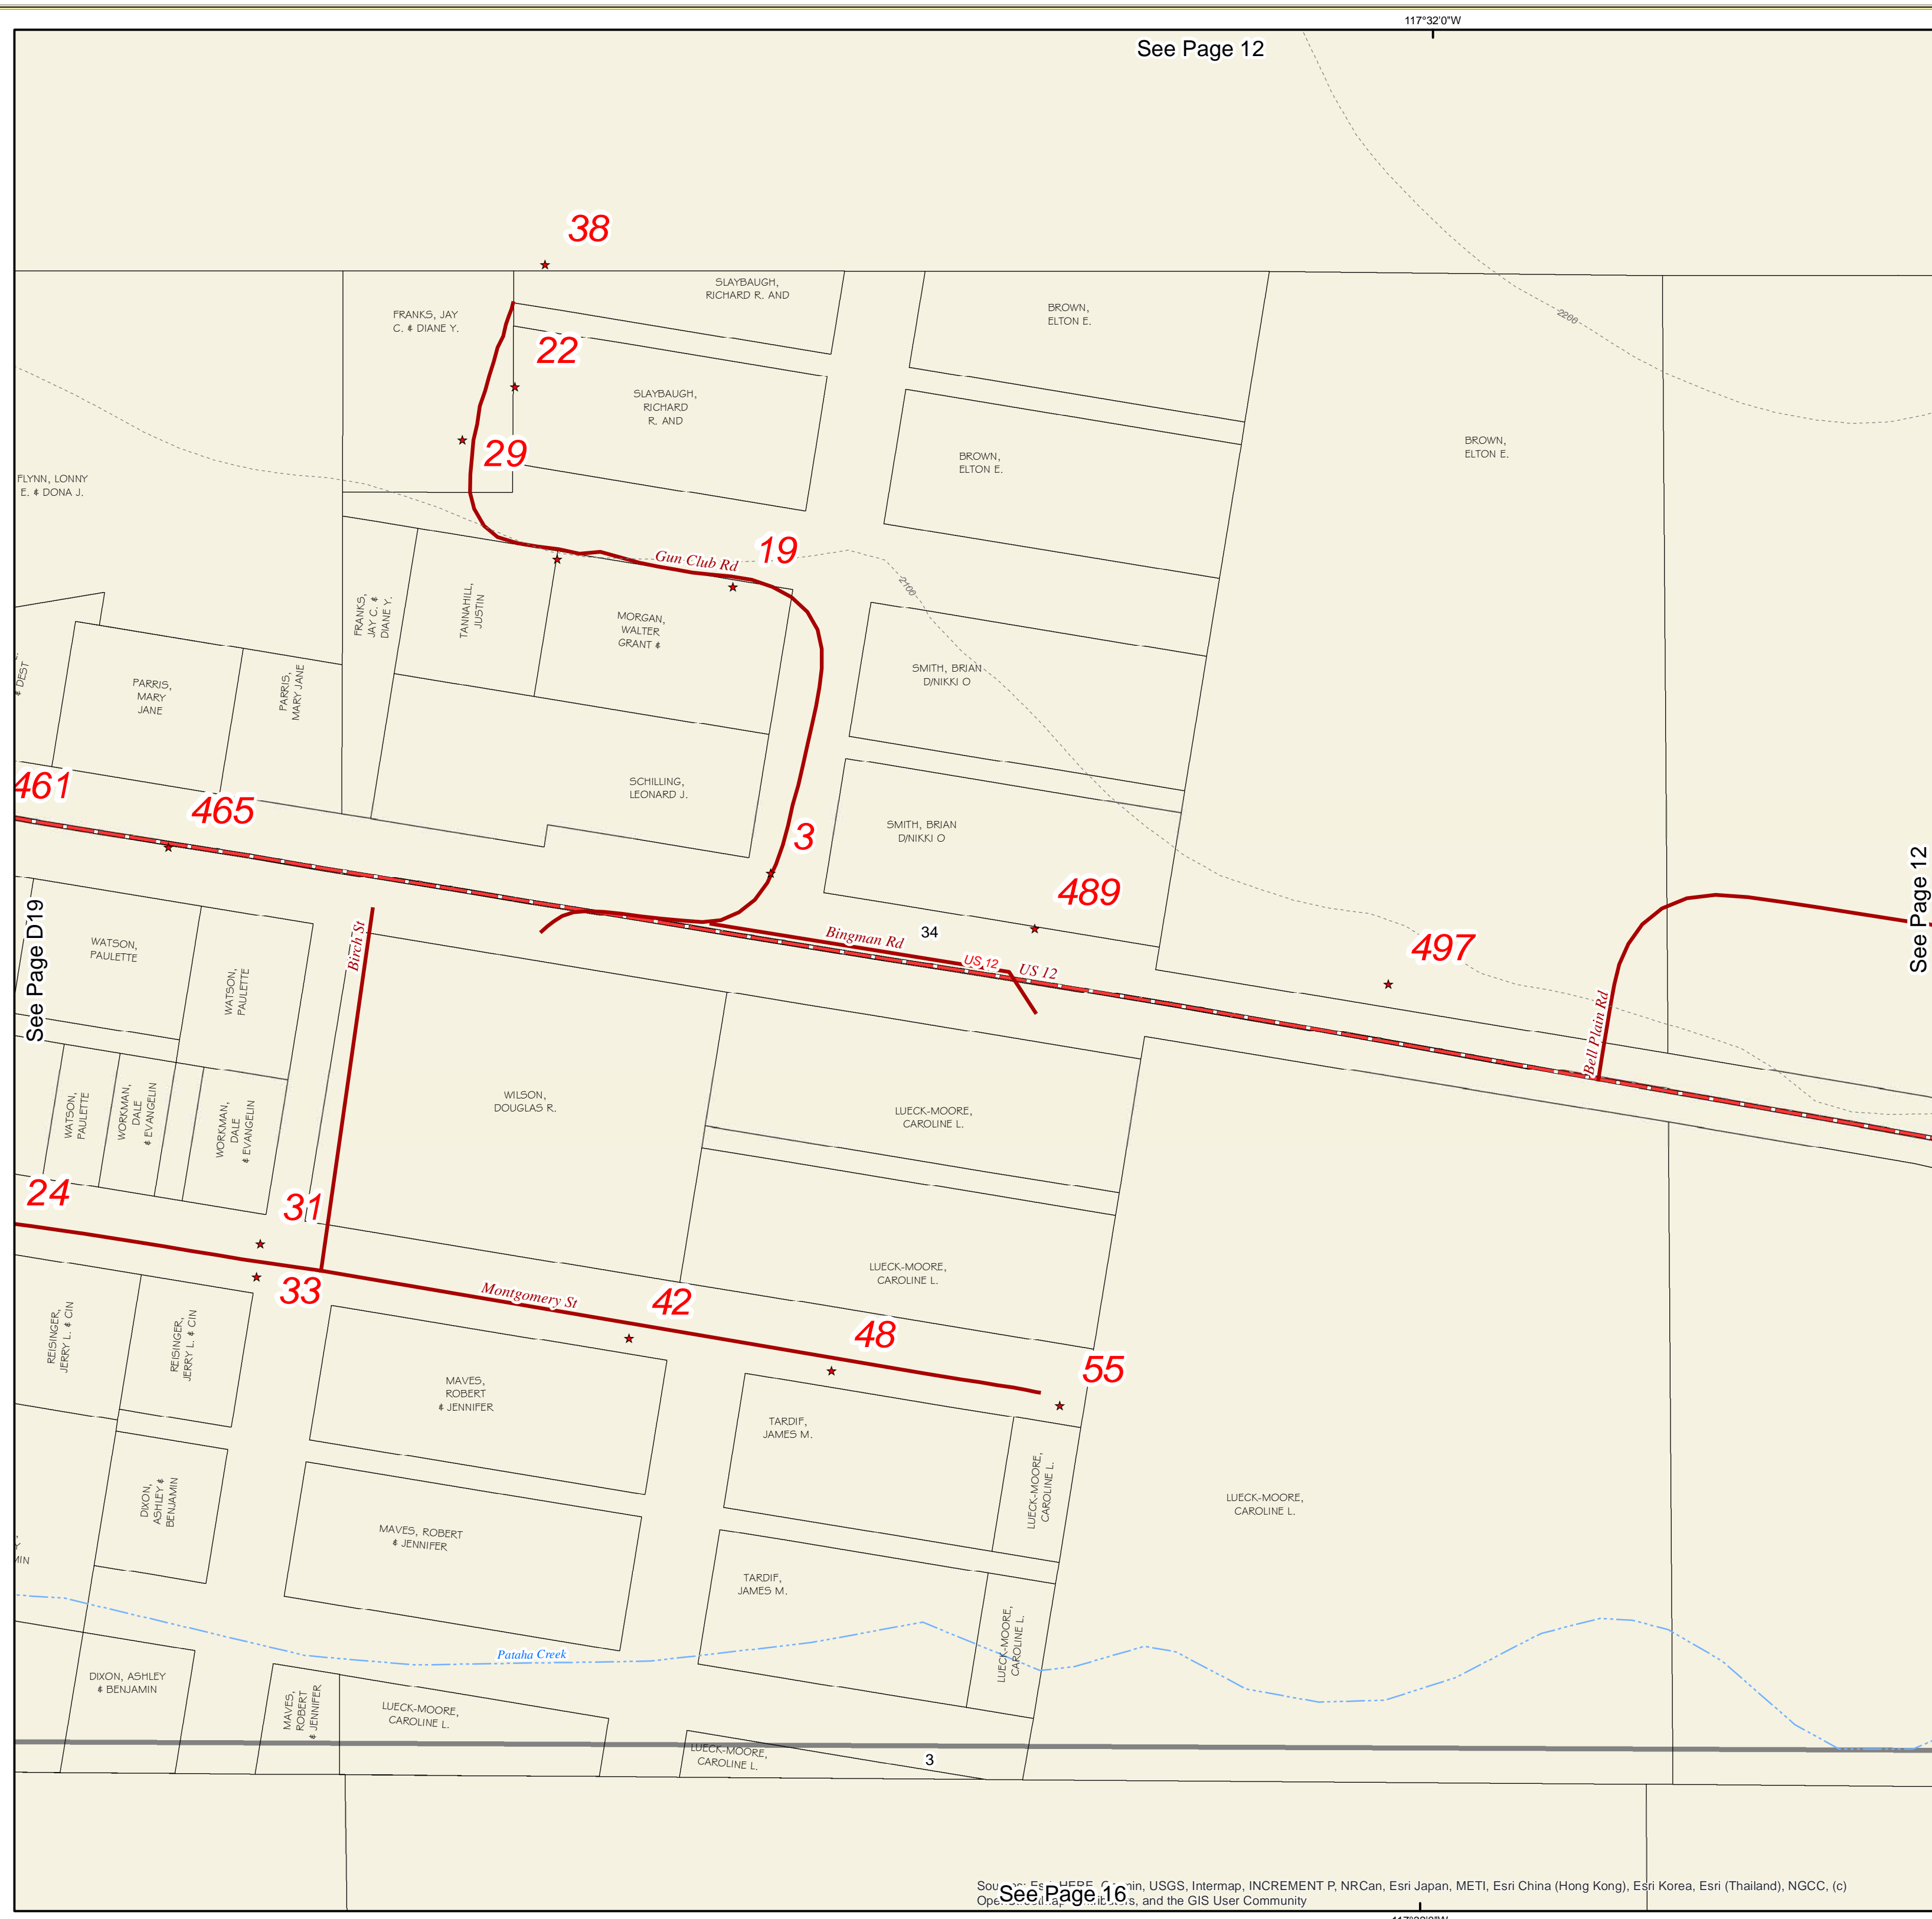 117°32'0"W
See Page 12
38
SLAYBAUGH,
RICHARD R. AND
FRANKS, JAY
C. & DIANE Y.
BROWN,
ELTON E.
2200
22
SLAYBAUGH,
RICHARD
R. AND
29
BROWN,
ELTON E.
BROWN,
ELTON E.
FLYNN, LONNY
E. & DONA J.
19
Gun Club Rd
2100
FRANKS,
JAY C. &
DIANE Y.
TANNAHILL,
JUSTIN
MORGAN,
WALTER
GRANT &
& DEST
PARRIS,
MARY
JANE
PARRIS,
MARY JANE
SMITH, BRIAN
D/NIKKI O
SCHILLING,
LEONARD J.
461
465
3
SMITH, BRIAN
D/NIKKI O
489
34
497
See Page 12
See Page D19
WATSON,
PAULETTE
WATSON,
PAULETTE
Birch St
Bingman Rd
US 12
US 12
Bell Plain Rd
WATSON,
PAULETTE
WORKMAN,
DALE
& EVANGELIN
WORKMAN,
DALE
& EVANGELIN
WILSON,
DOUGLAS R.
LUECK-MOORE,
CAROLINE L.
24
31
33
LUECK-MOORE,
CAROLINE L.
Montgomery St
42
48
55
REISINGER,
JERRY L. & CIN
REISINGER,
JERRY L. & CIN
MAVES,
ROBERT
& JENNIFER
TARDIF,
JAMES M.
LUECK-MOORE,
CAROLINE L.
LUECK-MOORE,
CAROLINE L.
DIXON,
ASHLEY &
BENJAMIN
MAVES, ROBERT
& JENNIFER
TARDIF,
JAMES M.
LUECK-MOORE,
CAROLINE L.
Pataha Creek
DIXON, ASHLEY
& BENJAMIN
MAVES,
ROBERT
& JENNIFER
LUECK-MOORE,
CAROLINE L.
LUECK-MOORE,
CAROLINE L.
3
Esri, HERE, USGS, Intermap, INCREMENT P, NRCan, Esri Japan, METI, Esri China (Hong Kong), Esri Korea, Esri (Thailand), NGCC, (c)
See Page 16
and the GIS User Community